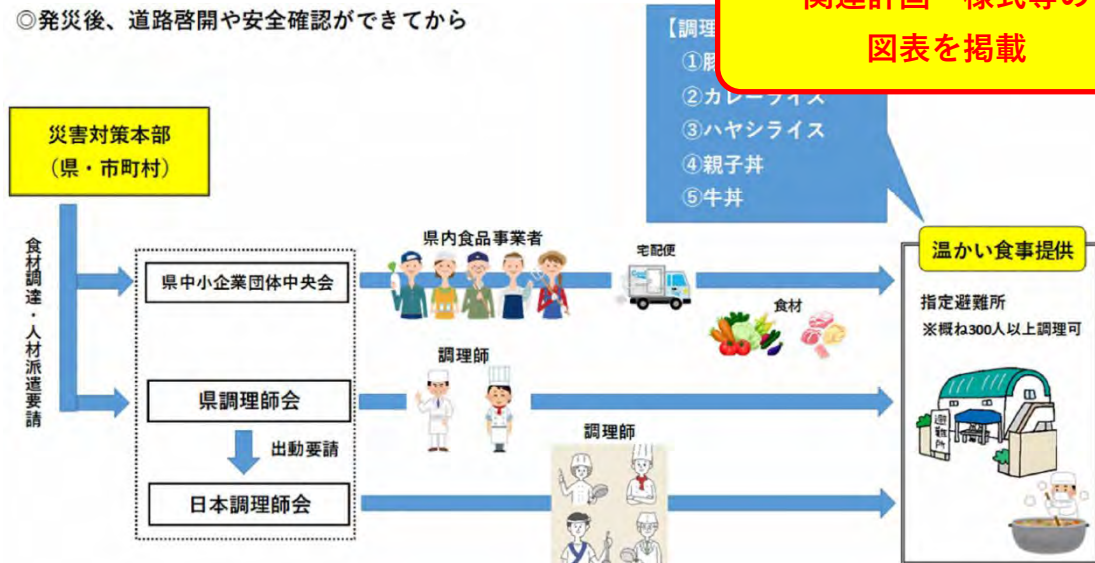 ◎発災後、道路啓開や安全確認ができてから
図表を掲載
【調理
①豚
②カレーライス
③ハヤシライス
④親子丼
⑤牛丼
災害対策本部
(県・市町村)
食材調達・人材派遣要請
県中小企業団体中央会
県内食品事業者
宅配便
食材
温かい食事提供
指定避難所
※概ね300人以上調理可
避難所
県調理師会
調理師
出動要請
日本調理師会
調理師